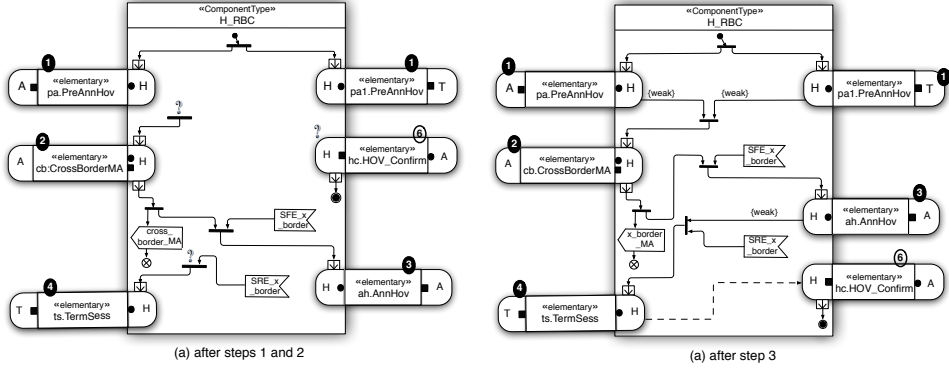 «ComponentType»
H_RBC
1
A
«elementary»
pa.PreAnnHov
H
1
H
«elementary»
pa1.PreAnnHov
T
?
2
A
«elementary»
cb:CrossBorderMA
H
?
6
H
«elementary»
hc.HOV_Confirm
A
cross_
border_MA
SFE_x
_border
?
SRE_x
_border
3
H
«elementary»
ah.AnnHov
A
4
T
«elementary»
ts.TermSess
H
(a) after steps 1 and 2
«ComponentType»
H_RBC
1
A
«elementary»
pa.PreAnnHov
H
1
H
«elementary»
pa1.PreAnnHov
T
{weak}
{weak}
2
A
«elementary»
cb.CrossBorderMA
H
SFE_x
_border
x_border
_MA
3
{weak}
H
«elementary»
ah.AnnHov
A
SRE_x
_border
6
H
«elementary»
hc.HOV_Confirm
A
4
T
«elementary»
ts.TermSess
H
(a) after step 3